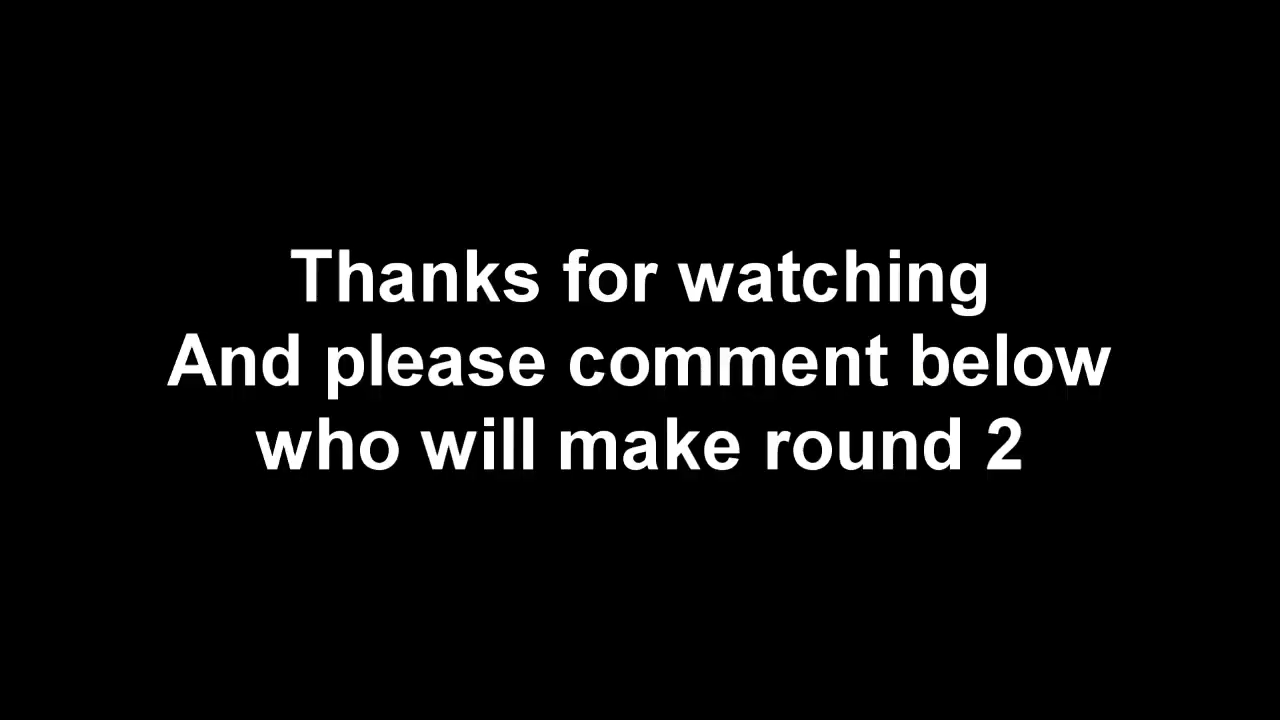 Thanks for watching
And please comment below
who will make round 2